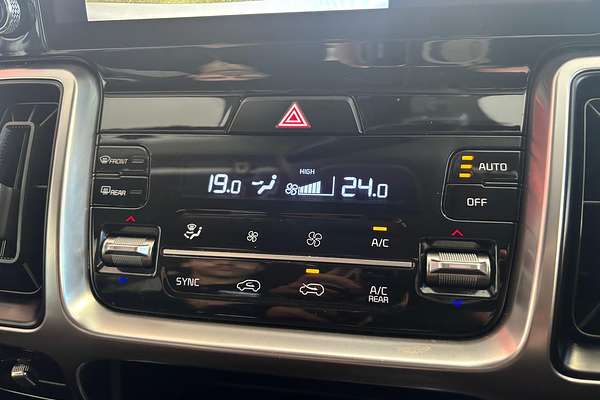 FRONT
REAR
HIGH
19.0 24.0
AUTO
OFF
A/C
SYNC
A/C
REAR